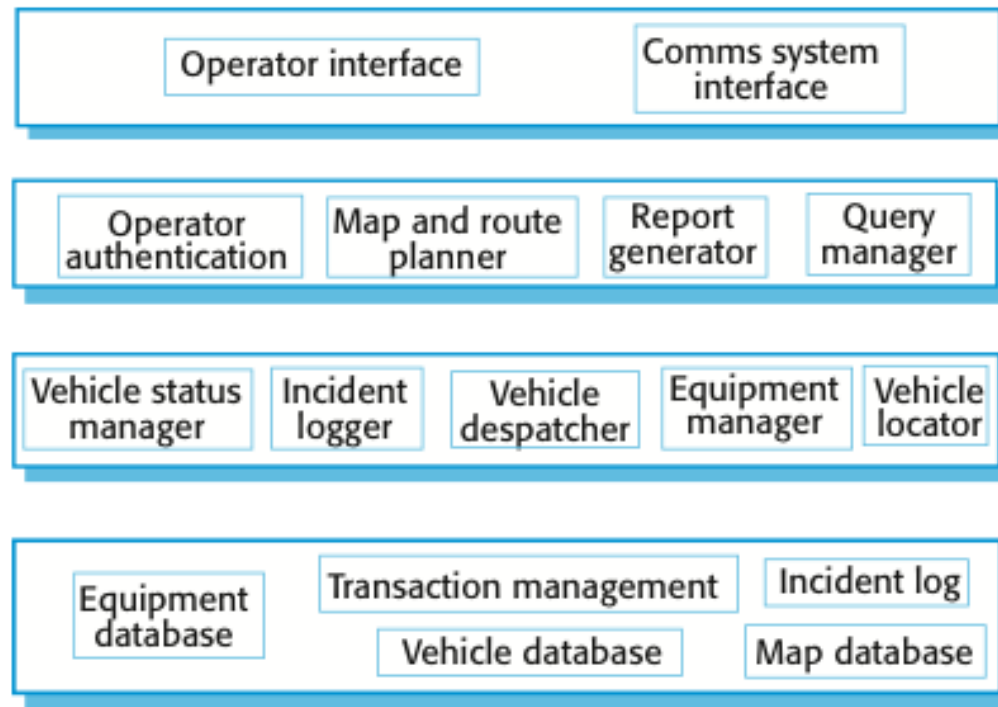 Operator interface
Comms system
interface
Operator
authentication
Map and route
planner
Report
generator
Query
manager
Vehicle status
manager
Incident
logger
Vehicle
despatcher
Equipment
manager
Vehicle
locator
Equipment
database
Transaction management
Incident log
Vehicle database
Map database